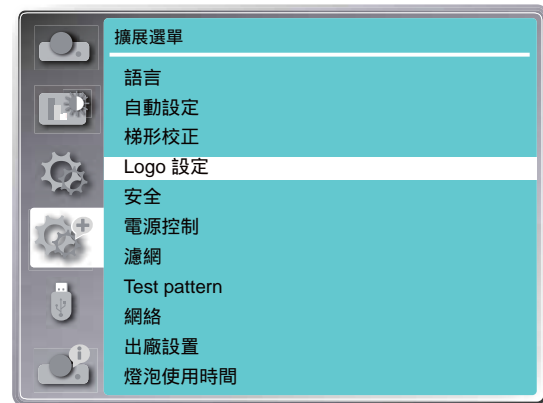 擴展選單
語言
自動設定
梯形校正
Logo 設定
安全
電源控制
濾網
Test pattern
網絡
出廠設置
燈泡使用時間